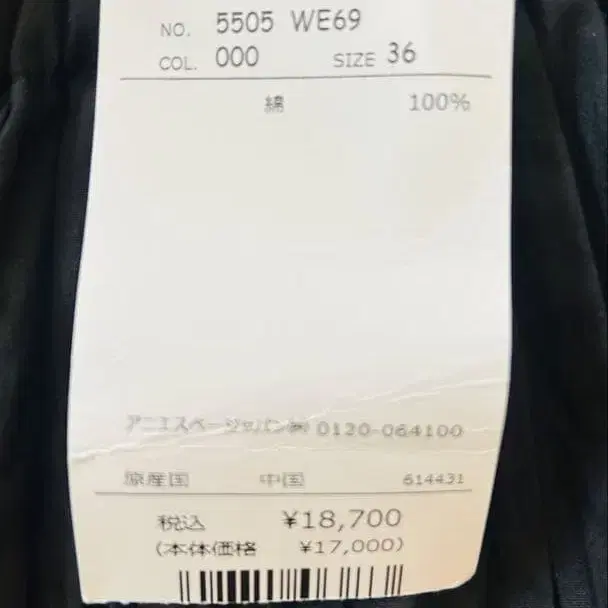 NO. 5505 WE69
COL. 000 SIZE 36
綿 100%
アニエスベージャパン㈱ 0120-064100
原産国 中国 614431
税込 ¥18,700
(本体価格 ¥17,000)